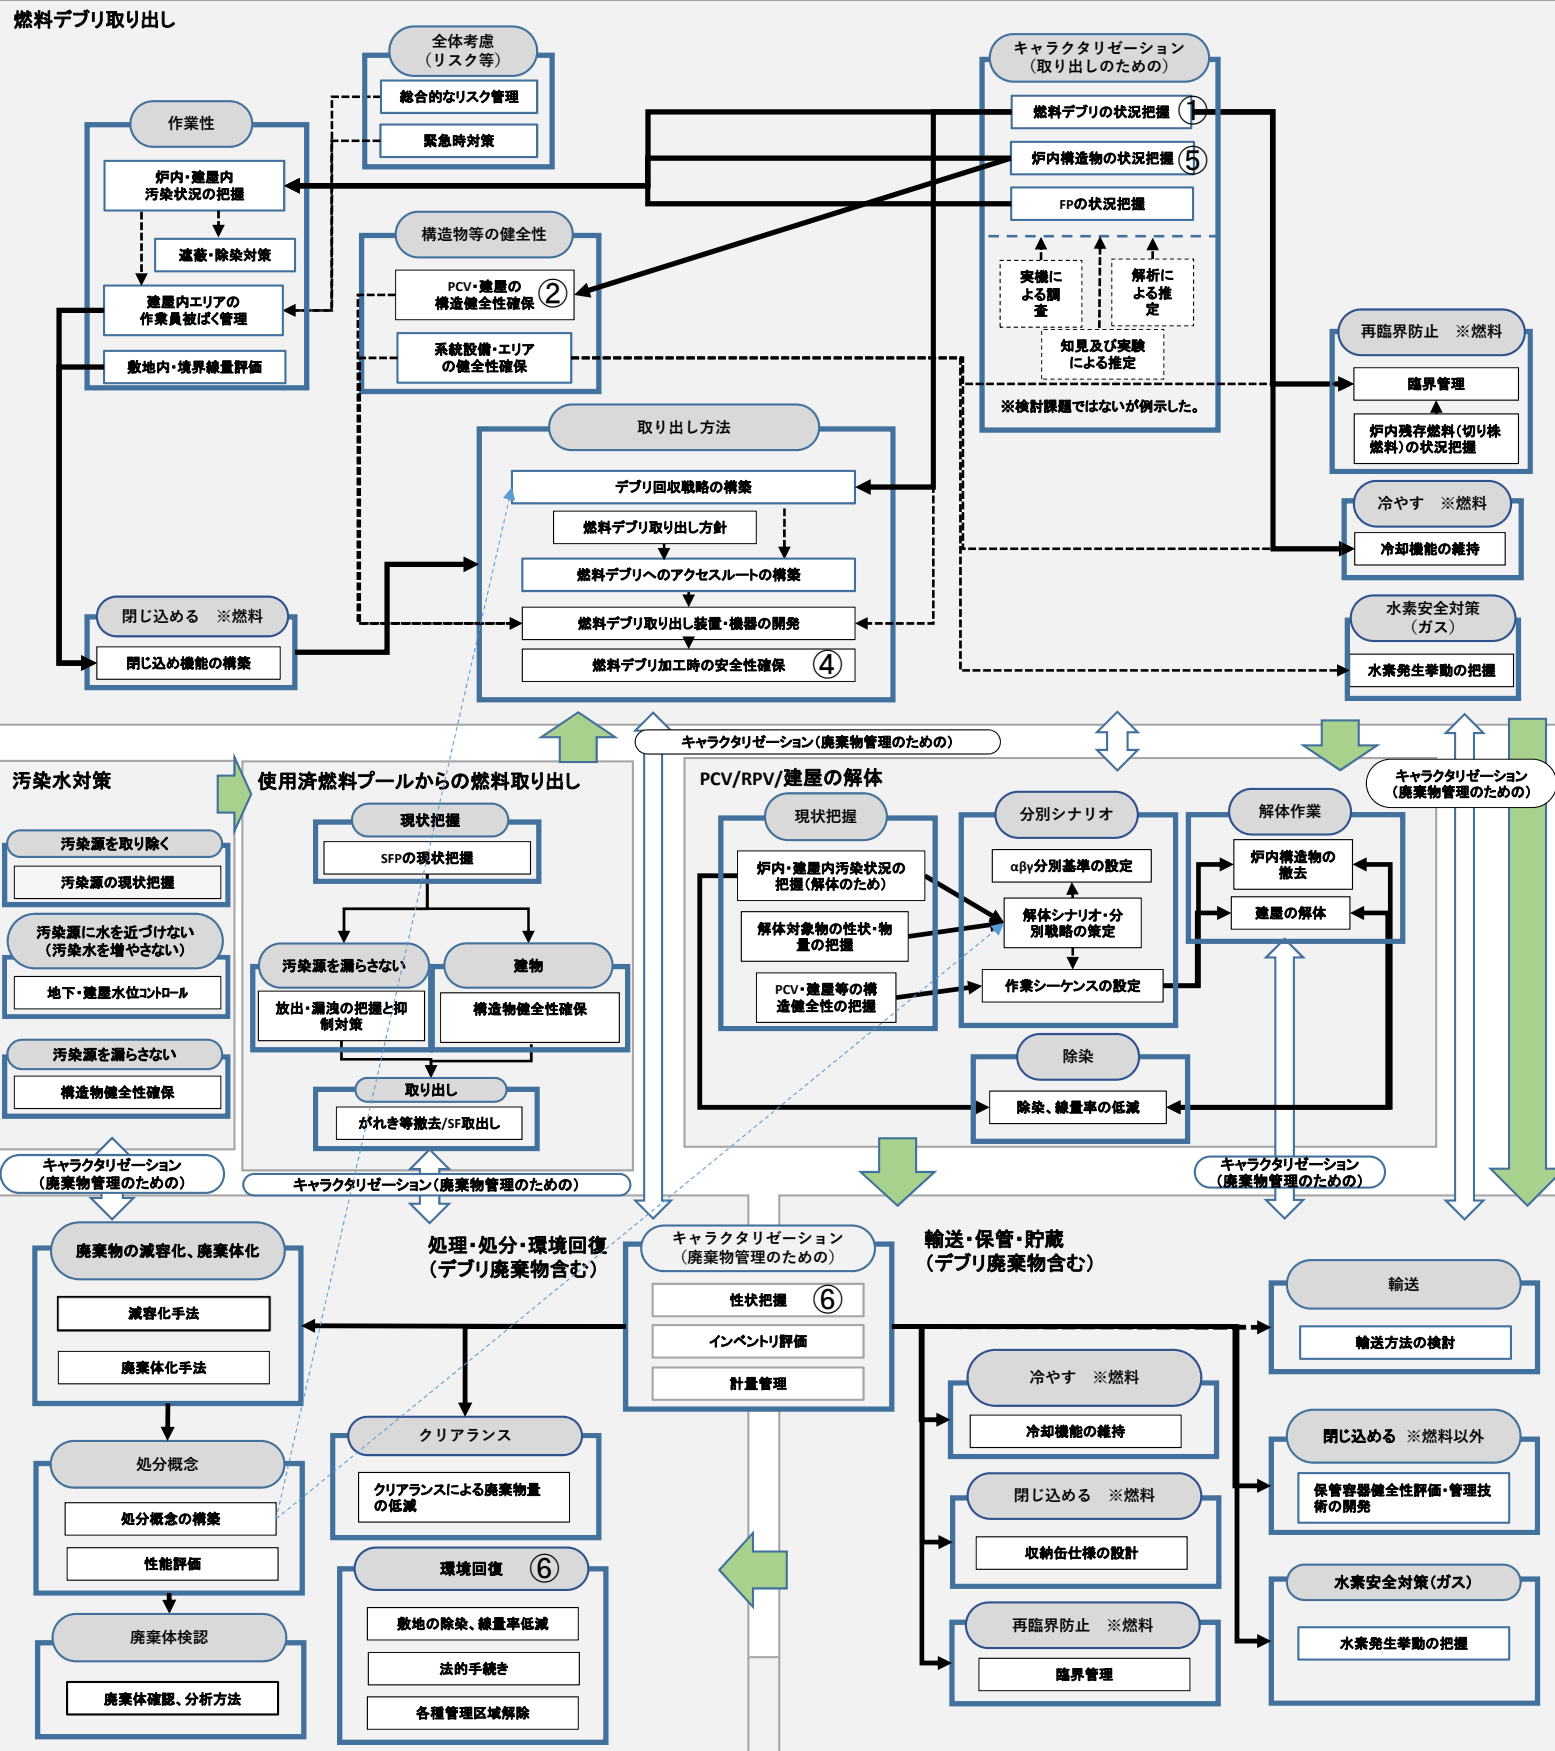 燃料デブリ取り出し
全体考慮
（リスク等）
総合的なリスク管理
緊急時対策
作業性
炉内・建屋内
汚染状況の把握
遮蔽・除染対策
建屋内エリアの
作業員被ばく管理
敷地内・境界線量評価
構造物等の健全性
PCV・建屋の
構造健全性確保
②
系統設備・エリア
の健全性確保
キャラクタリゼーション
（取り出しのための）
燃料デブリの状況把握
①
炉内構造物の状況把握
⑤
FPの状況把握
実機に
よる調
査
解析に
よる推
定
知見及び実験
による推定
※検討課題ではないが例示した。
再臨界防止　※燃料
臨界管理
炉内残存燃料（切り株
燃料）の状況把握
冷やす　※燃料
冷却機能の維持
水素安全対策
（ガス）
水素発生挙動の把握
取り出し方法
デブリ回収戦略の構築
燃料デブリ取り出し方針
燃料デブリへのアクセスルートの構築
燃料デブリ取り出し装置・機器の開発
燃料デブリ加工時の安全性確保
④
閉じ込める　※燃料
閉じ込め機能の構築
キャラクタリゼーション（廃棄物管理のための）
キャラクタリゼーション
（廃棄物管理のための）
汚染水対策
汚染源を取り除く
汚染源の現状把握
汚染源に水を近づけない
（汚染水を増やさない）
地下・建屋水位コントロール
汚染源を漏らさない
構造物健全性確保
キャラクタリゼーション
（廃棄物管理のための）
使用済燃料プールからの燃料取り出し
現状把握
SFPの現状把握
汚染源を漏らさない
放出・漏洩の把握と抑
制対策
建物
構造物健全性確保
取り出し
がれき等撤去/SF取出し
キャラクタリゼーション（廃棄物管理のための）
PCV/RPV/建屋の解体
現状把握
炉内・建屋内汚染状況の
把握（解体のため）
解体対象物の性状・物
量の把握
PCV・建屋等の構
造健全性の把握
分別シナリオ
αβγ分別基準の設定
解体シナリオ・分
別戦略の策定
作業シーケンスの設定
解体作業
炉内構造物の
撤去
建屋の解体
除染
除染、線量率の低減
キャラクタリゼーション
（廃棄物管理のための）
処理・処分・環境回復
（デブリ廃棄物含む）
廃棄物の減容化、廃棄体化
減容化手法
廃棄体化手法
処分概念
処分概念の構築
性能評価
廃棄体検認
廃棄体確認、分析方法
クリアランス
クリアランスによる廃棄物量
の低減
環境回復
⑥
敷地の除染、線量率低減
法的手続き
各種管理区域解除
キャラクタリゼーション
（廃棄物管理のための）
性状把握
⑥
インベントリ評価
計量管理
輸送・保管・貯蔵
（デブリ廃棄物含む）
輸送
輸送方法の検討
冷やす　※燃料
冷却機能の維持
閉じ込める　※燃料
収納缶仕様の設計
再臨界防止　※燃料
臨界管理
閉じ込める ※燃料以外
保管容器健全性評価・管理技
術の開発
水素安全対策（ガス）
水素発生挙動の把握